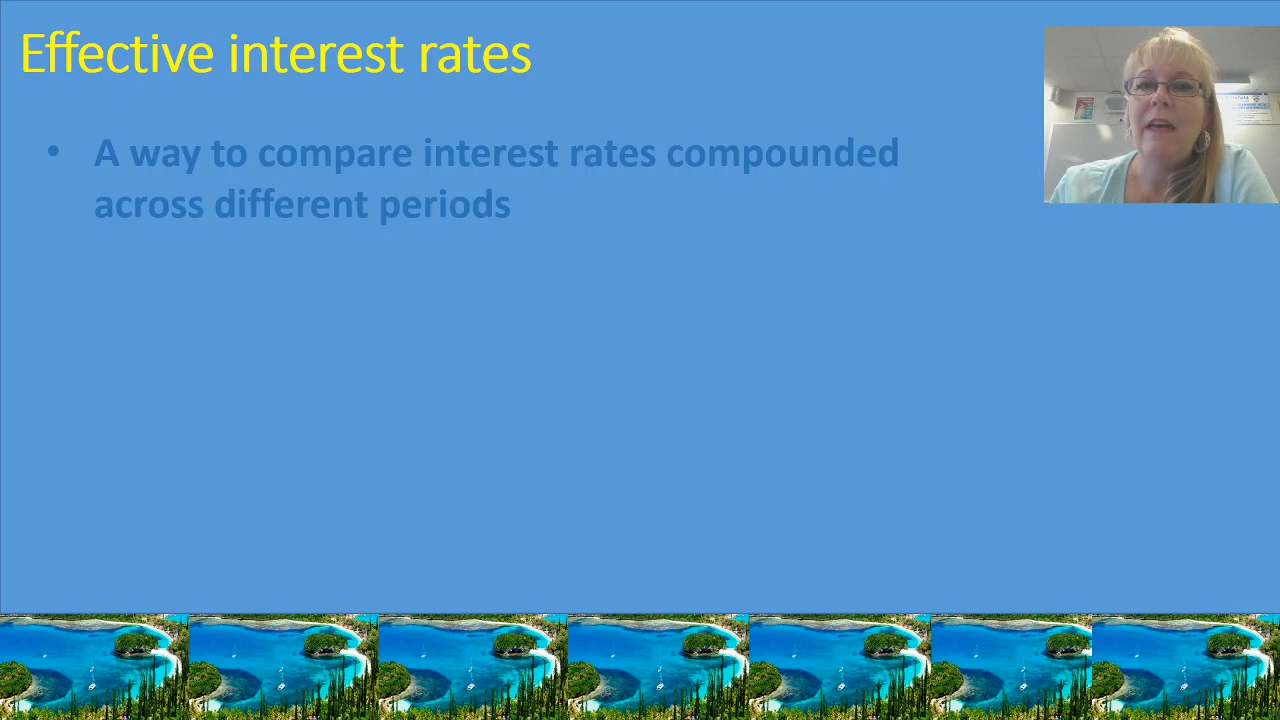 Effective interest rates
• A way to compare interest rates compounded
across different periods